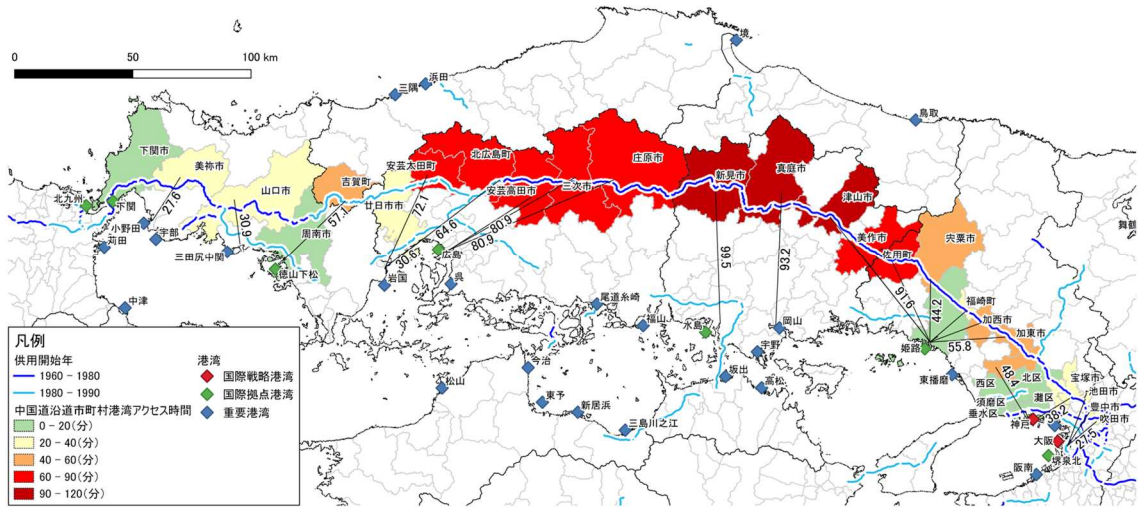 0
50
100 km
境
浜田
三隅
鳥取
下関市
美祢市
山口市
吉賀町
安芸太田町
北広島町
庄原市
新見市
真庭市
津山市
安芸高田市
三次市
廿日市市
周南市
美作市
佐用町
宍粟市
舞鶴
北九州
下関
小野田
苅田
宇部
三田尻中関
徳山下松
岩国
広島
呉
中津
尾道糸崎
福山
水島
岡山
宇野
姫路
東播磨
福崎町
加西市
加東市
西区
北区
須磨区
灘区
垂水区
宝塚市
池田市
豊中市
吹田市
神戸
大阪
堺泉北
阪南
今治
松山
東予
新居浜
三島川之江
坂出
高松
27.6
30.9
57.1
72.1
30.67
64.6
80.9
80.9
99.5
93.2
91.6
44.2
55.8
48.4
38.2
27.5
凡例
供用開始年
1960 - 1980
1980 - 1990
中国道沿道市町村港湾アクセス時間
0 - 20(分)
20 - 40(分)
40 - 60(分)
60 - 90(分)
90 - 120(分)
港湾
国際戦略港湾
国際拠点港湾
重要港湾